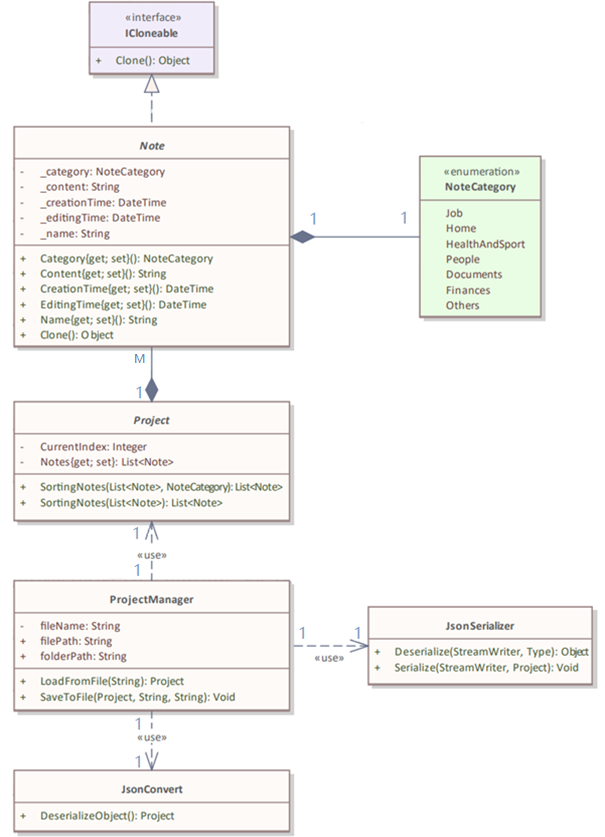 «interface»
ICloneable
+ Clone(): Object
Note
- _category: NoteCategory
- _content: String
- _creationTime: DateTime
- _editingTime: DateTime
- _name: String
+ Category{get; set}(): NoteCategory
+ Content{get; set}(): String
+ CreationTime{get; set}(): DateTime
+ EditingTime{get; set}(): DateTime
+ Name{get; set}(): String
+ Clone(): Object
1
1
«enumeration»
NoteCategory
Job
Home
HealthAndSport
People
Documents
Finances
Others
M
1
Project
- CurrentIndex: Integer
- Notes{get; set}: List<Note>
+ SortingNotes(List<Note>, NoteCategory): List<Note>
+ SortingNotes(List<Note>): List<Note>
1
«use»
1
ProjectManager
- fileName: String
+ filePath: String
+ folderPath: String
+ LoadFromFile(String): Project
+ SaveToFile(Project, String, String): Void
1
1
«use»
JsonSerializer
+ Deserialize(StreamWriter, Type): Object
+ Serialize(StreamWriter, Project): Void
1
«use»
1
JsonConvert
+ DeserializeObject(): Project